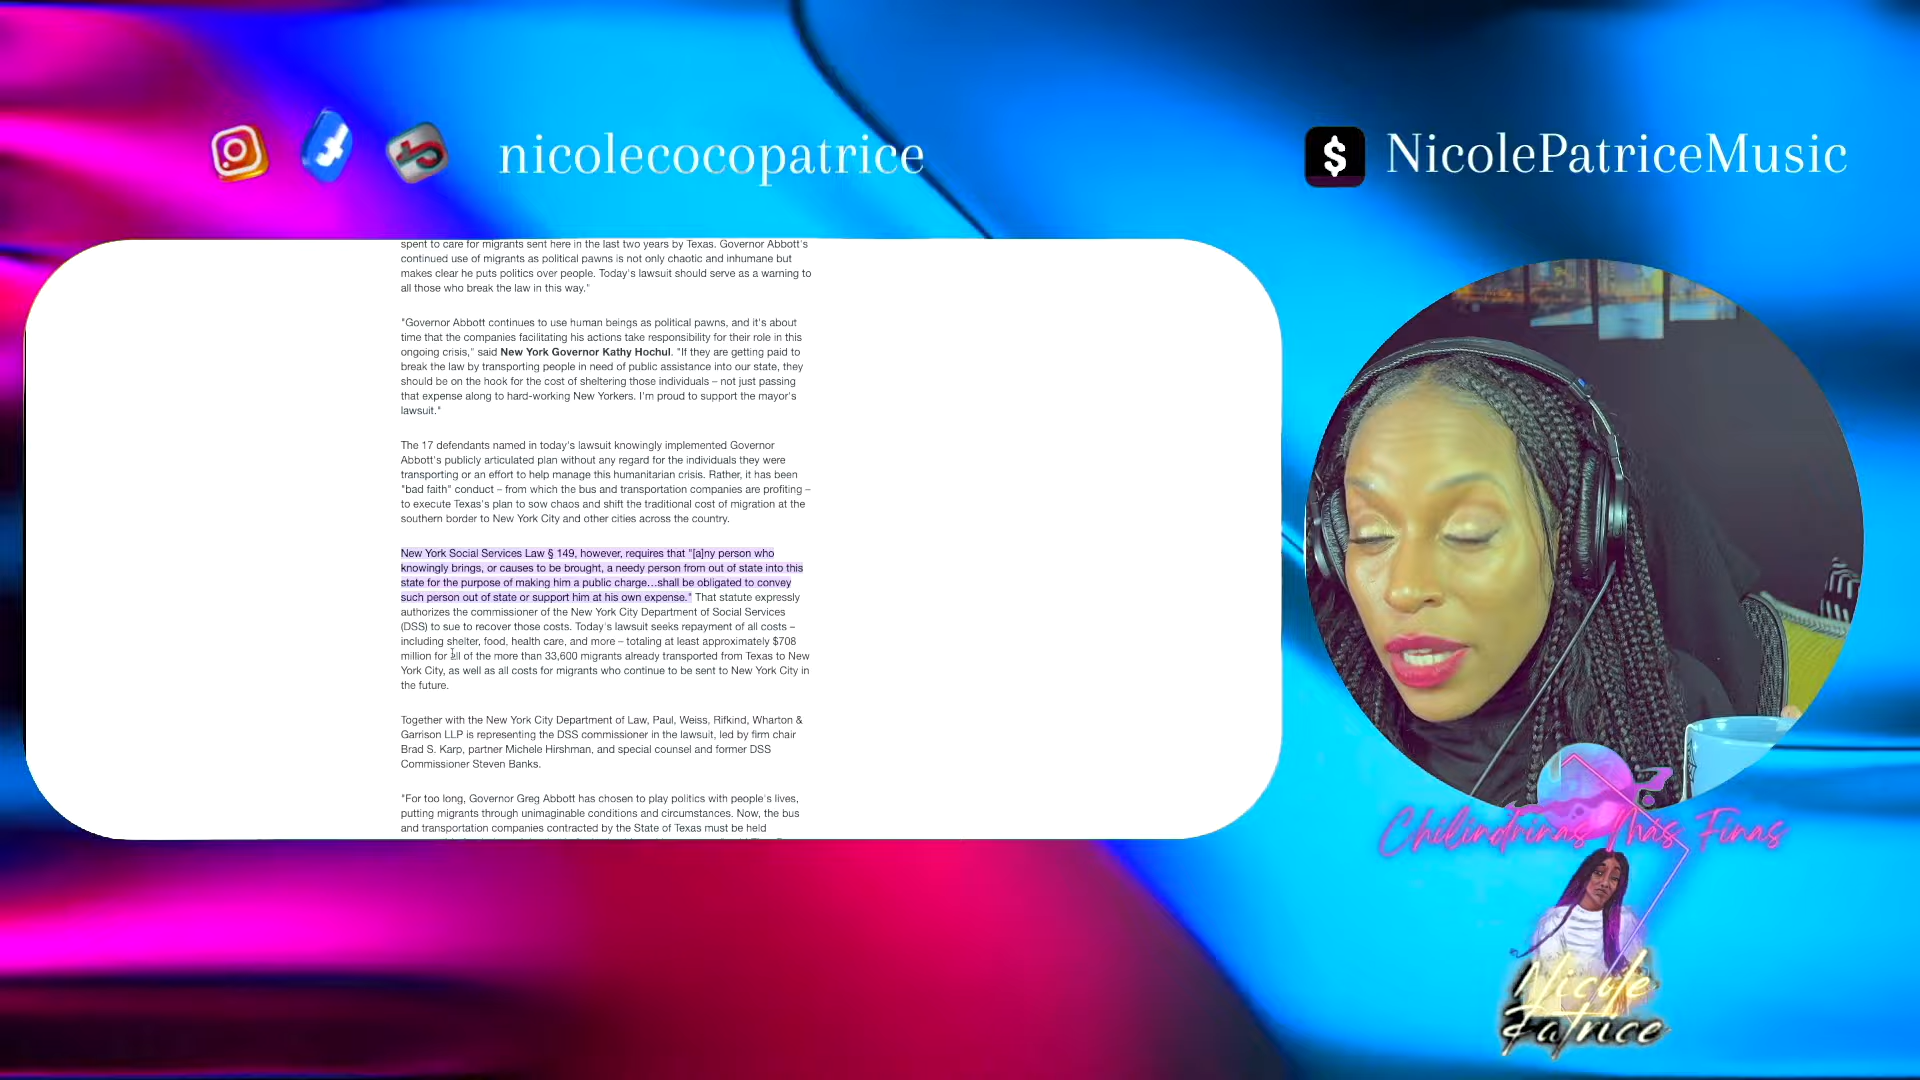 nicolecocopatrice
NicolePatriceMusic
spent to care for migrants sent here in the last two years by Texas. Governor Abbott's
continued use of migrants as political pawns is not only chaotic and inhumane but
makes clear he puts politics over people. Today's lawsuit should serve as a warning to
all those who break the law in this way."
"Governor Abbott continues to use human beings as political pawns, and it's about
time that the companies facilitating his actions take responsibility for their role in this
ongoing crisis," said New York Governor Kathy Hochul. "If they are getting paid to
break the law by transporting people in need of public assistance into our state, they
should be on the hook for the cost of sheltering those individuals – not just passing
that expense along to hard-working New Yorkers. I'm proud to support the mayor's
lawsuit."
The 17 defendants named in today's lawsuit knowingly implemented Governor
Abbott's publicly articulated plan without any regard for the individuals they were
transporting or an effort to help manage this humanitarian crisis. Rather, it has been
"bad faith" conduct – from which the bus and transportation companies are profiting –
to execute Texas's plan to sow chaos and shift the traditional cost of migration at the
southern border to New York City and other cities across the country.
New York Social Services Law § 149, however, requires that "[a]ny person who
knowingly brings, or causes to be brought, a needy person from out of state into this
state for the purpose of making him a public charge…shall be obligated to convey
such person out of state or support him at his own expense." That statute expressly
authorizes the commissioner of the New York City Department of Social Services
(DSS) to sue to recover those costs. Today's lawsuit seeks repayment of all costs –
including shelter, food, health care, and more – totaling at least approximately $708
million for all of the more than 33,600 migrants already transported from Texas to New
York City, as well as all costs for migrants who continue to be sent to New York City in
the future.
Together with the New York City Department of Law, Paul, Weiss, Rifkind, Wharton &
Garrison LLP is representing the DSS commissioner in the lawsuit, led by firm chair
Brad S. Karp, partner Michele Hirshman, and special counsel and former DSS
Commissioner Steven Banks.
"For too long, Governor Greg Abbott has chosen to play politics with people's lives,
putting migrants through unimaginable conditions and circumstances. Now, the bus
and transportation companies contracted by the State of Texas must be held
Chilindrinas Más Finas
Nicole
Patrice